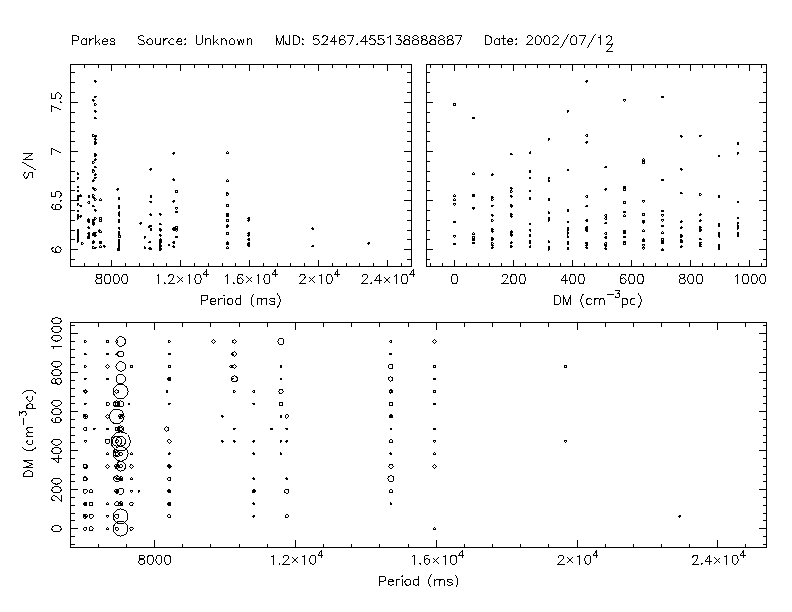 Parkes Source: Unknown MJD: 52467.455138888887 Date: 2002/07/12
2
S/N
6 6.5 7 7.5
8000 1.2×10⁴ 1.6×10⁴ 2×10⁴ 2.4×10⁴
Period (ms)
0 200 400 600 800 1000
DM (cm⁻³pc)
DM (cm⁻³pc)
0 200 400 600 800 1000
8000 1.2×10⁴ 1.6×10⁴ 2×10⁴ 2.4×10⁴
Period (ms)